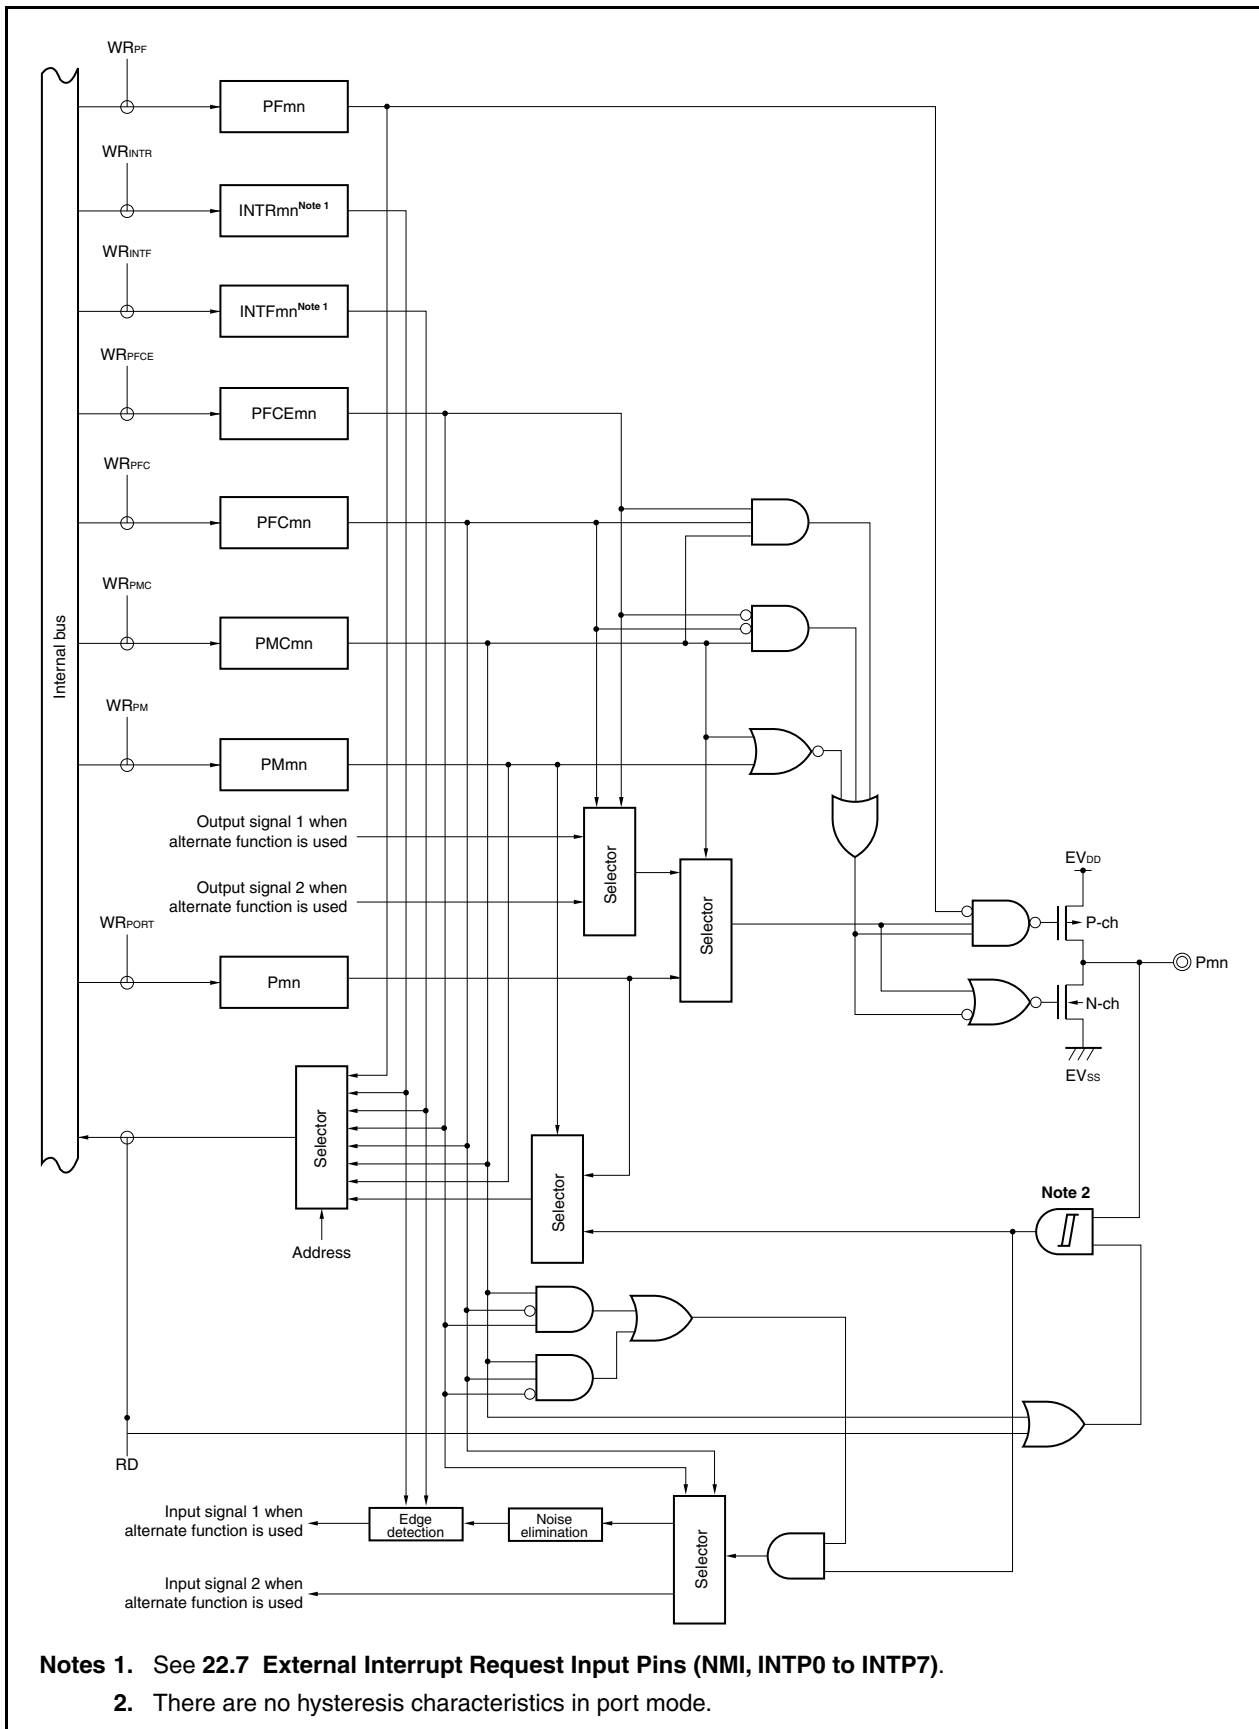 WRPF
PFmn
WRINTR
INTRmnNote 1
WRINTF
INTFmnNote 1
WRPFCE
PFCEmn
WRPFC
PFCmn
WRPMC
PMCmn
Internal bus
WRPM
PMmn
Output signal 1 when
alternate function is used
Output signal 2 when
alternate function is used
Selector
Selector
EVDD
P-ch
WRPORT
Pmn
Pmn
N-ch
EVSS
Selector
Address
Selector
Note 2
RD
Input signal 1 when
alternate function is used
Edge
detection
Noise
elimination
Selector
Input signal 2 when
alternate function is used
Notes 1. See 22.7 External Interrupt Request Input Pins (NMI, INTP0 to INTP7).
2. There are no hysteresis characteristics in port mode.